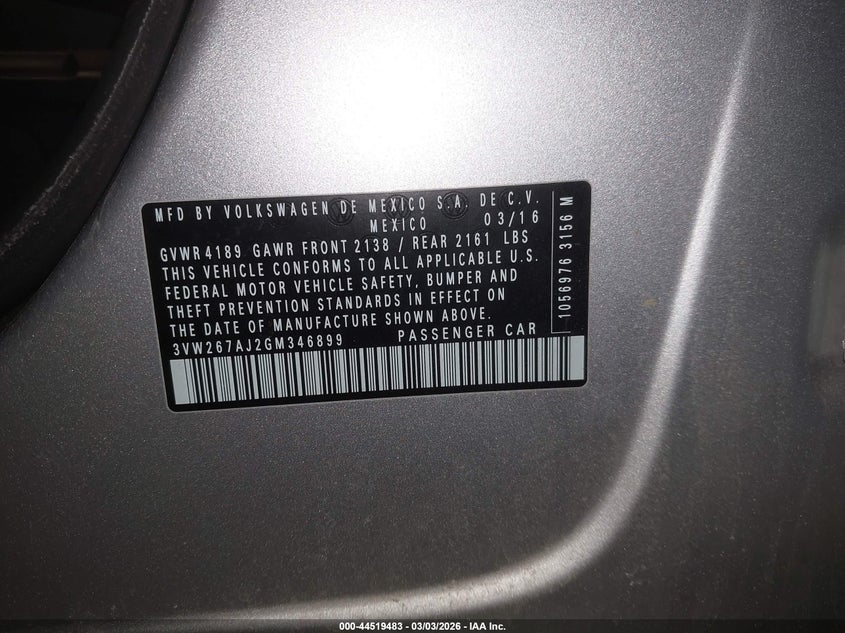 MFD BY VOLKSWAGEN DE MEXICO S.A. DE C.V.
MEXICO 03/16
GVWR 4189 GAWR FRONT 2138 / REAR 2161 LBS
THIS VEHICLE CONFORMS TO ALL APPLICABLE U.S.
FEDERAL MOTOR VEHICLE SAFETY, BUMPER AND
THEFT PREVENTION STANDARDS IN EFFECT ON
THE DATE OF MANUFACTURE SHOWN ABOVE.
3VW267AJ2GM346899 PASSENGER CAR
1056976 3156 M
000-44519483 - 03/03/2026 - IAA Inc.